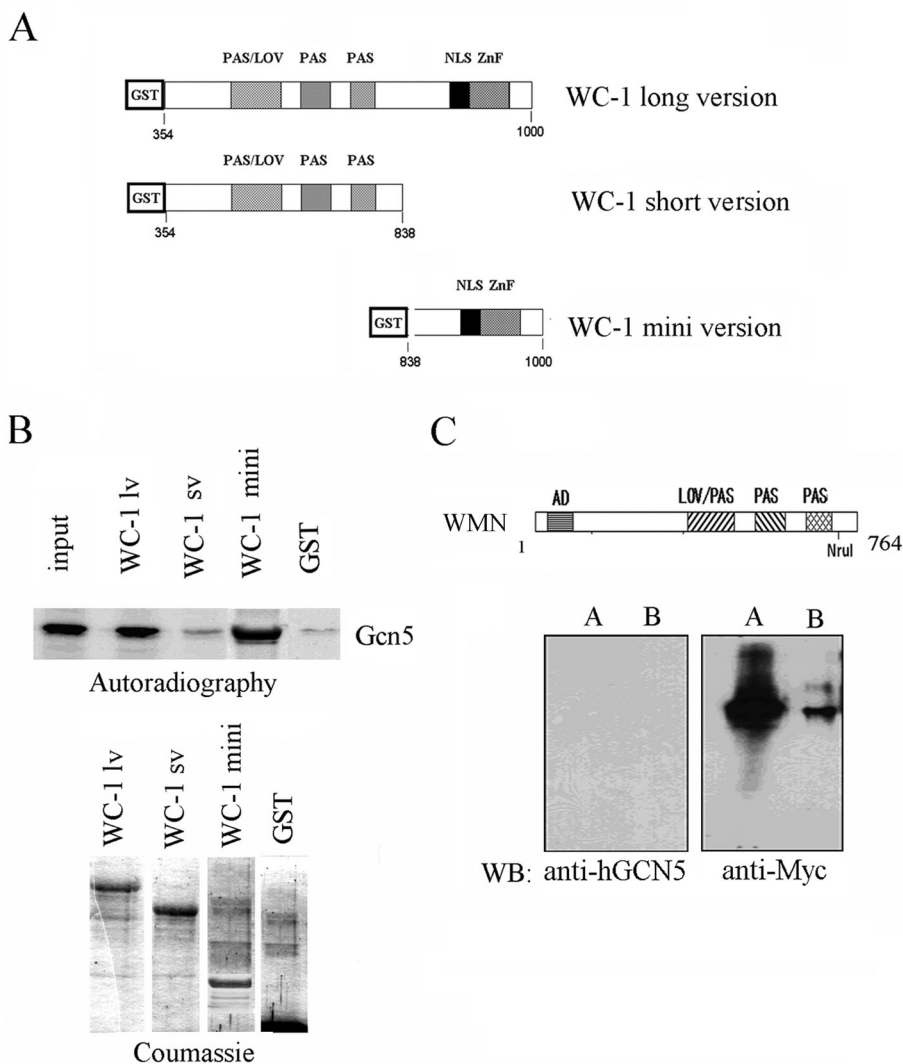 A
PAS/LOV PAS PAS NLS ZnF
GST
WC-1 long version
354 1000
PAS/LOV PAS PAS
GST
WC-1 short version
354 838
NLS ZnF
GST
WC-1 mini version
838 1000
B
input WC-1 lv WC-1 sv WC-1 mini GST
Gcn5
Autoradiography
WC-1 lv WC-1 sv WC-1 mini GST
Coumassie
C
AD LOV/PAS PAS PAS
WMN
1 NruI 764
A B A B
WB: anti-hGCN5 anti-Myc